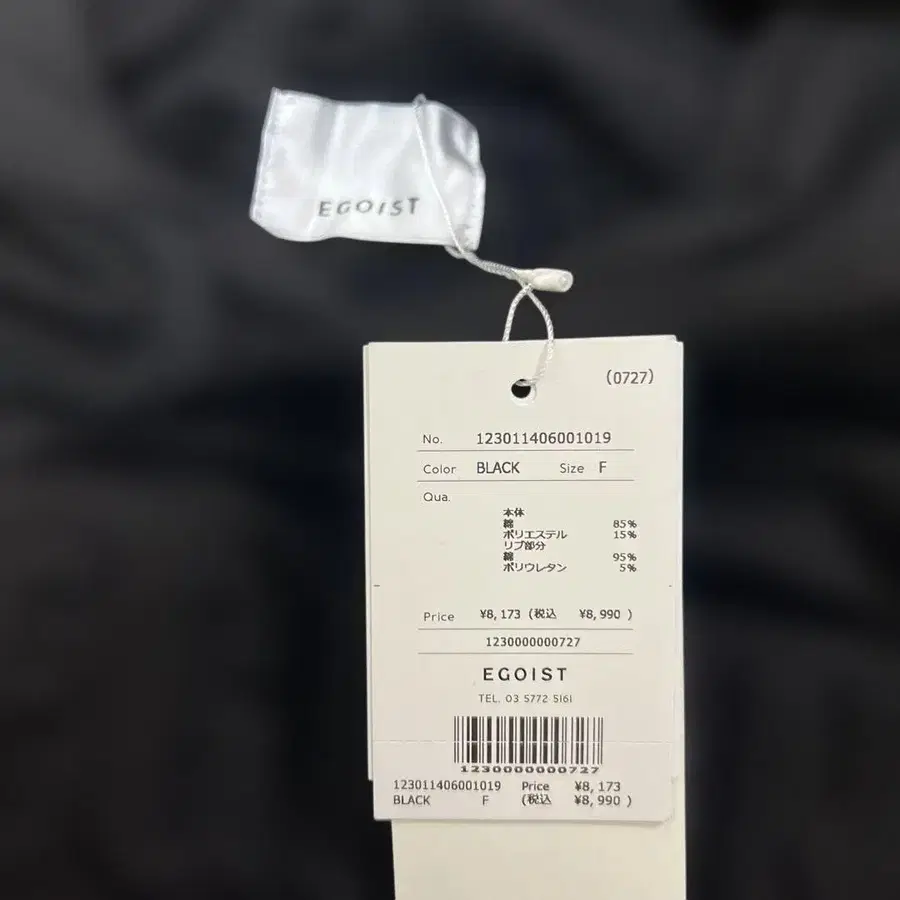 EGOIST
(0727)
No. 123011406001019
Color BLACK Size F
Qua.
本体
綿 85%
ポリエステル 15%
リブ部分
綿 95%
ポリウレタン 5%
Price ¥8,173 (税込 ¥8,990 )
1230000000727
EGOIST
TEL. 03 5772 5161
1230000000727
123011406001019 Price ¥8,173
BLACK F (税込 ¥8,990 )